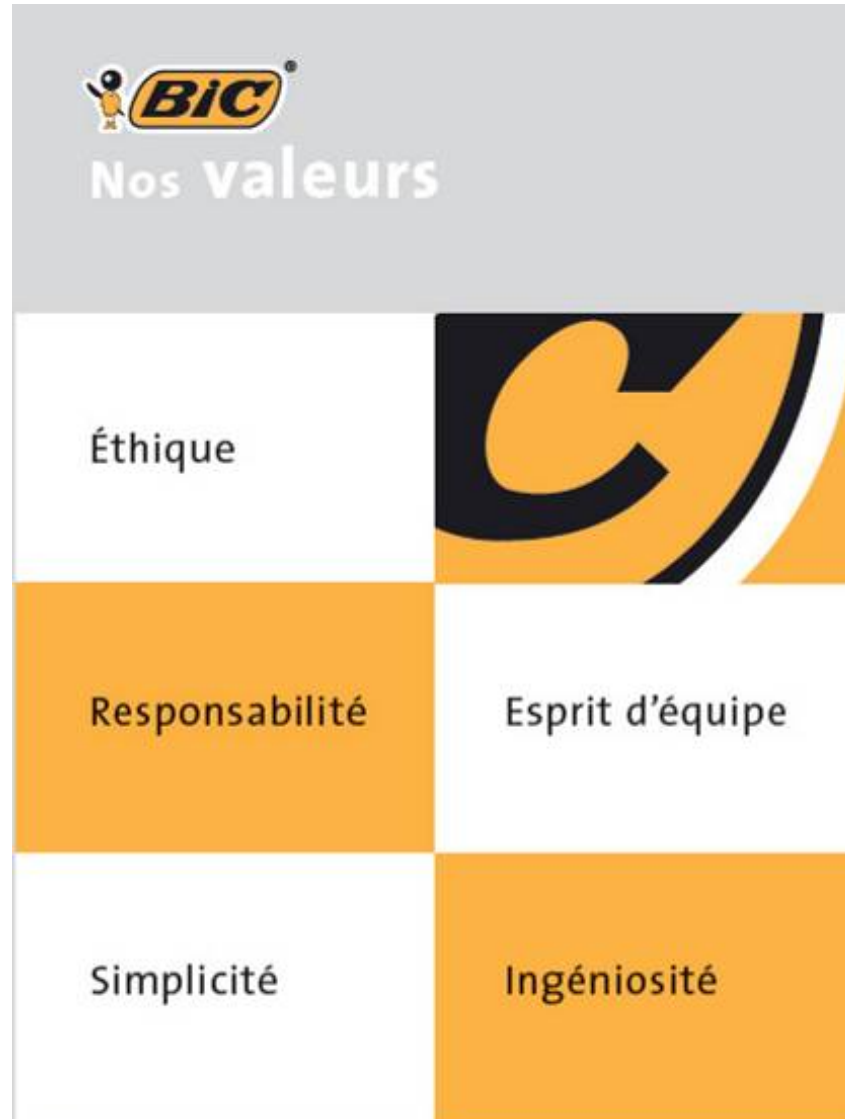 BiC®
Nos valeurs
Éthique
Responsabilité
Esprit d’équipe
Simplicité
Ingéniosité